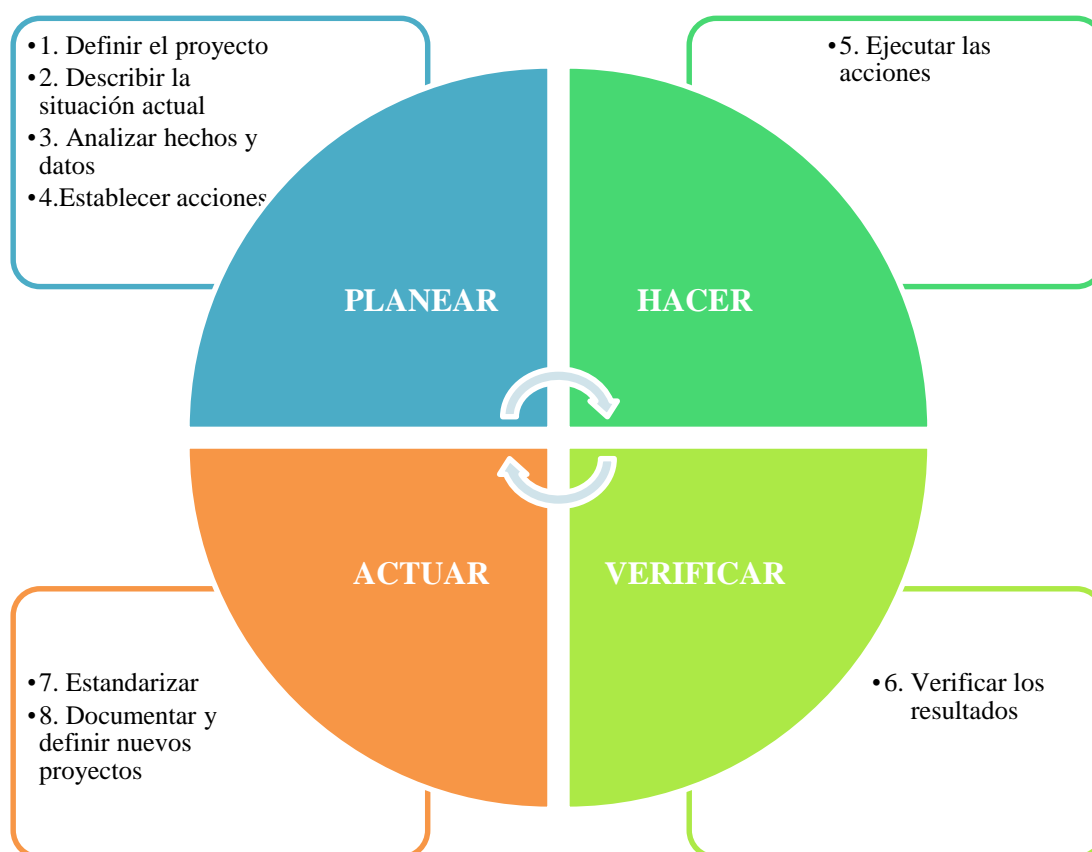 •1. Definir el proyecto
•2. Describir la
situación actual
•3. Analizar hechos y
datos
•4.Establecer acciones
•5. Ejecutar las
acciones
PLANEAR
HACER
ACTUAR
VERIFICAR
•7. Estandarizar
•8. Documentar y
definir nuevos
proyectos
•6. Verificar los
resultados